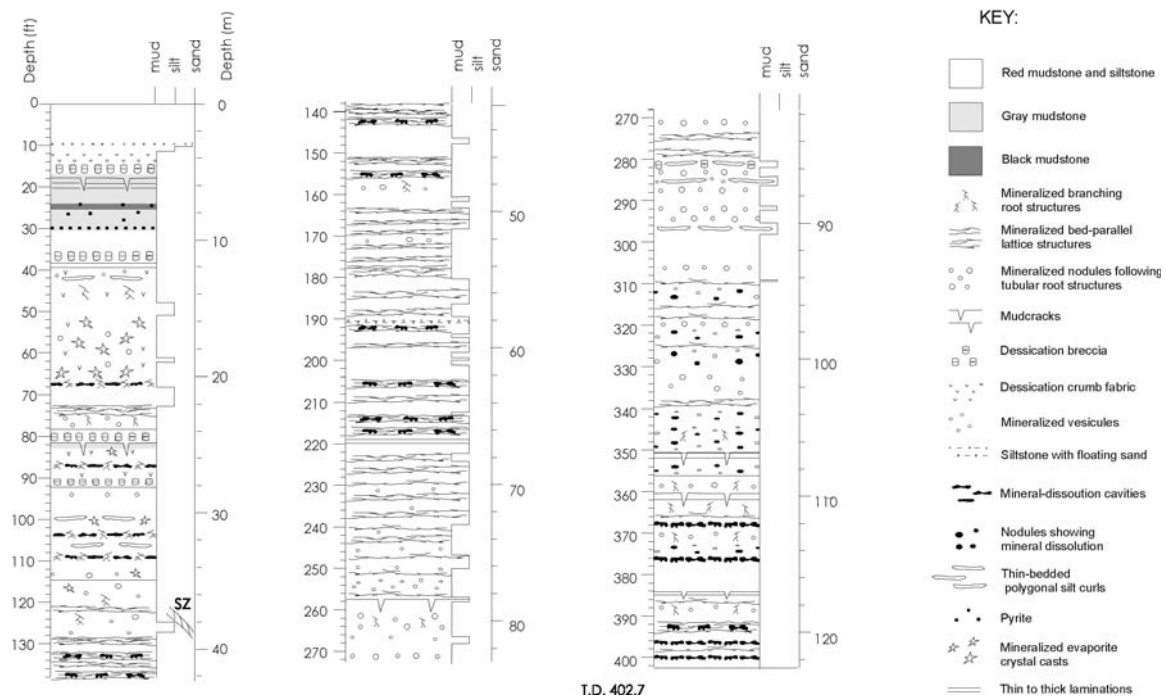 Depth (ft)
mud
silt
sand
Depth (m)
0
10
20
30
40
50
60
70
80
90
100
110
120
130
0
10
20
30
40
SZ
mud
silt
sand
140
150
160
170
180
190
200
210
220
230
240
250
260
270
50
60
70
80
mud
silt
sand
270
280
290
296
306
310
320
330
340
350
360
370
376
386
396
400
90
100
110
120
T.D. 402.7
KEY:
Red mudstone and siltstone
Gray mudstone
Black mudstone
Mineralized branching
root structures
Mineralized bed-parallel
lattice structures
Mineralized nodules following
tubular root structures
Mudcracks
Dessication breccia
Dessication crumb fabric
Mineralized vesicules
Siltstone with floating sand
Mineral-dissoution cavities
Nodules showing
mineral dissolution
Thin-bedded
polygonal silt curls
Pyrite
Mineralized evaporite
crystal casts
Thin to thick laminations